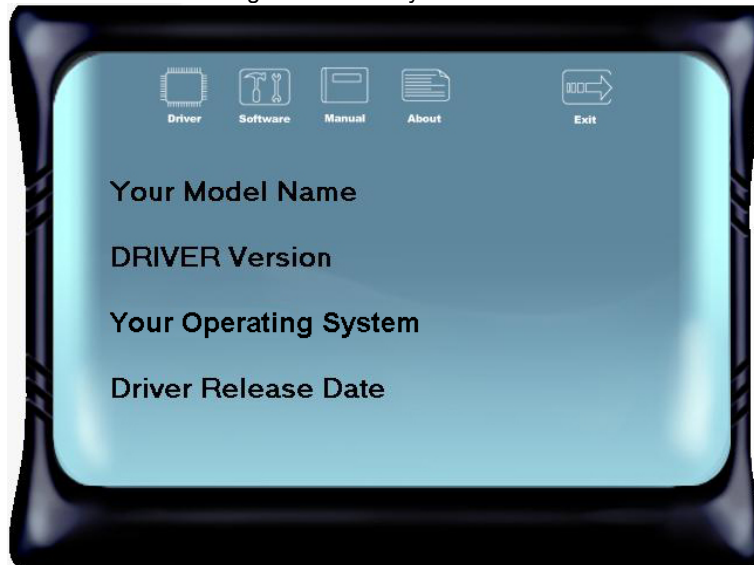 Driver Software Manual About Exit
Your Model Name
DRIVER Version
Your Operating System
Driver Release Date